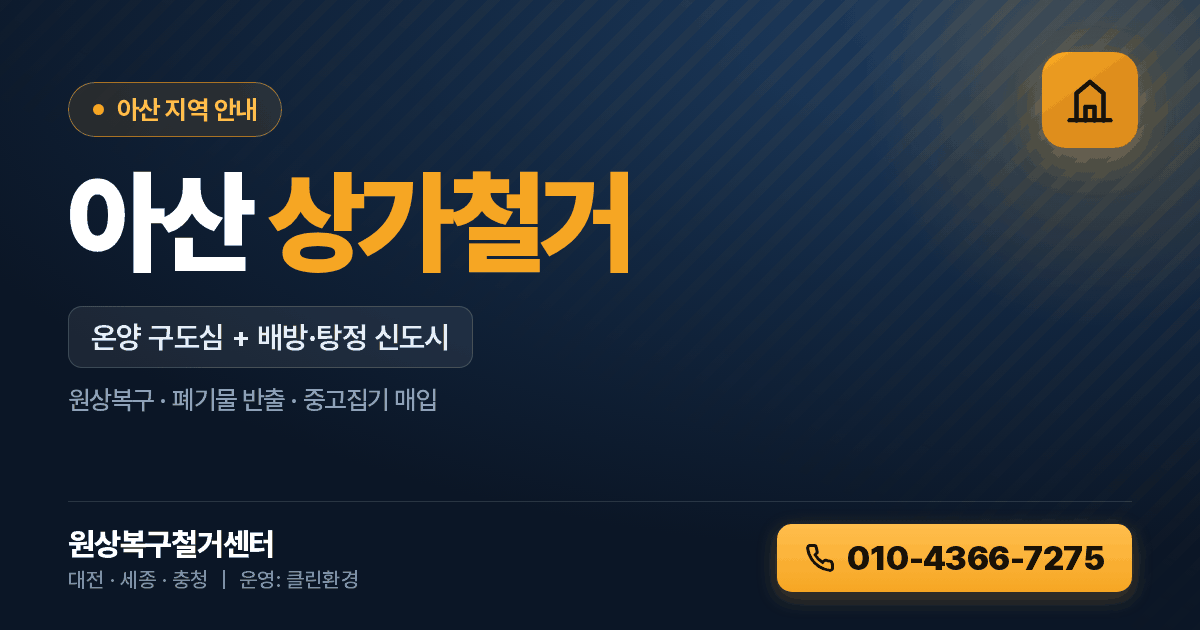 아산 지역 안내
아산 상가철거
온양 구도심 + 배방·탕정 신도시
원상복구 · 폐기물 반출 · 중고집기 매입
원상복구철거센터
대전 · 세종 · 충청 | 운영: 클린환경
010-4366-7275